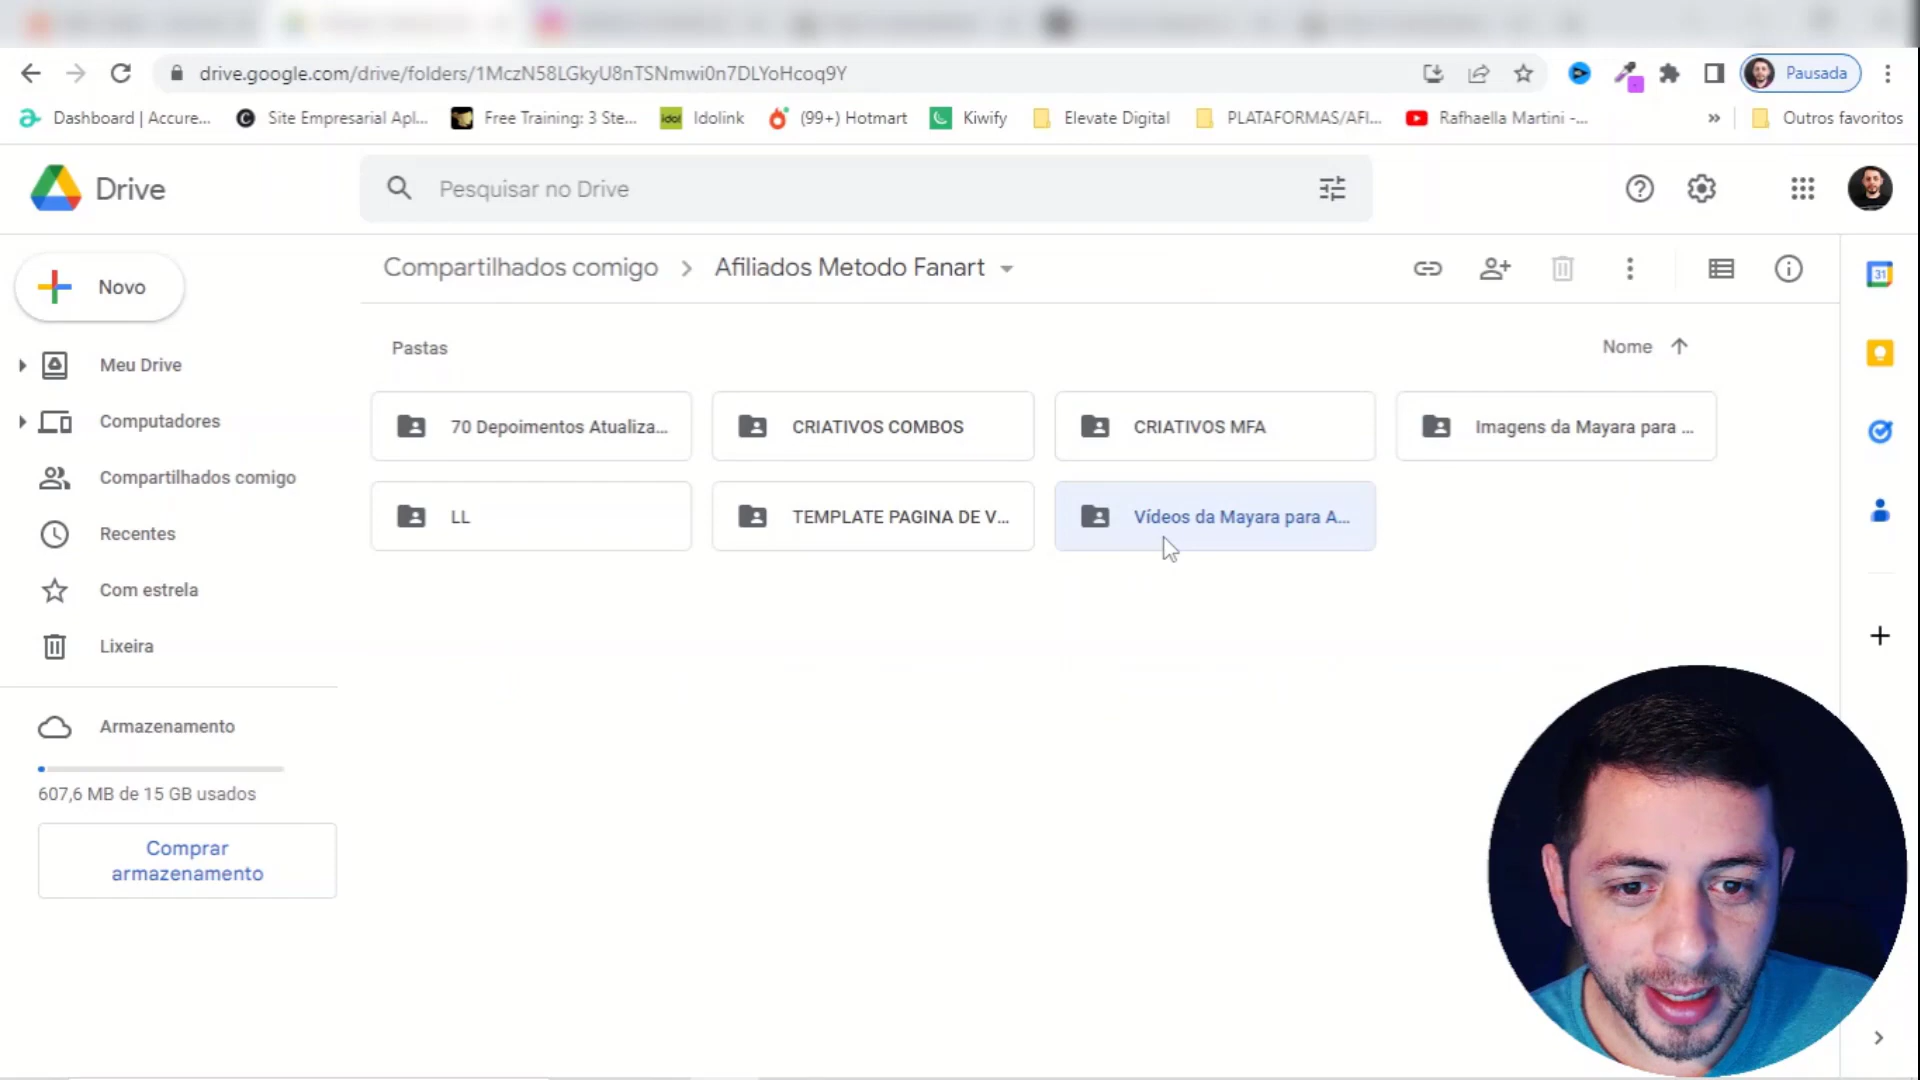 drive.google.com/drive/folders/1MczN58LGkyU8nTSNmwi0n7DLYoHcoq9Y
Pausada
Dashboard | Accure...
Site Empresarial Apl...
Free Training: 3 Ste...
Idolink
(99+) Hotmart
Kiwify
Elevate Digital
PLATAFORMAS/AFI...
Rafhaella Martini -...
»
Outros favoritos
Drive
Pesquisar no Drive
Novo
Compartilhados comigo > Afiliados Metodo Fanart
Pastas
Nome
Meu Drive
Computadores
Compartilhados comigo
Recentes
Com estrela
Lixeira
Armazenamento
607,6 MB de 15 GB usados
Comprar
armazenamento
70 Depoimentos Atualiza...
CRIATIVOS COMBOS
CRIATIVOS MFA
Imagens da Mayara para ...
LL
TEMPLATE PAGINA DE V...
Vídeos da Mayara para A...
31